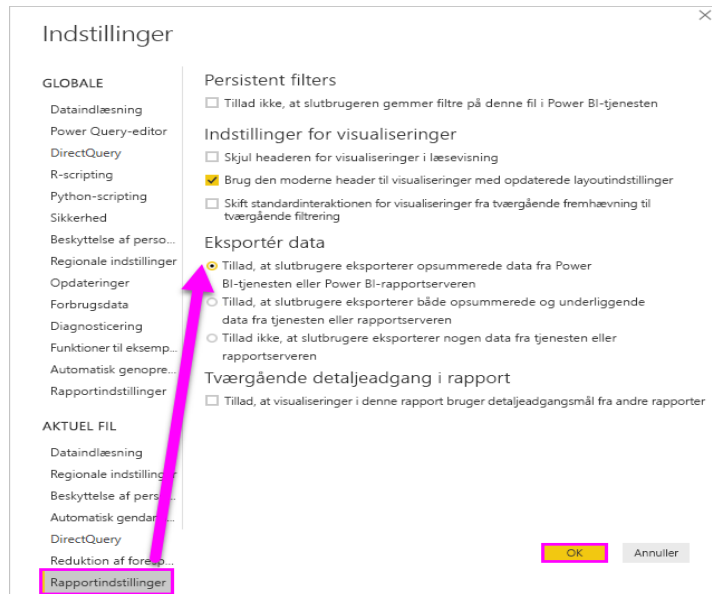 Indstillinger
GLOBALE
Dataindlæsning
Power Query-editor
DirectQuery
R-scripting
Python-scripting
Sikkerhed
Beskyttelse af perso...
Regionale indstillinger
Opdateringer
Forbrugsdata
Diagnosticering
Funktioner til eksemp...
Automatisk genopre...
Rapportindstillinger
AKTUEL FIL
Dataindlæsning
Regionale indstillinger
Beskyttelse af pers...
Automatisk gendan...
DirectQuery
Reduktion af foresp...
Rapportindstillinger
Persistent filters
Tillad ikke, at slutbrugeren gemmer filtre på denne fil i Power BI-tjenesten
Indstillinger for visualiseringer
Skjul headeren for visualiseringer i læsevisning
Brug den moderne header til visualiseringer med opdaterede layoutindstillinger
Skift standardinteraktionen for visualiseringer fra tværgående fremhævning til
tværgående filtrering
Eksportér data
Tillad, at slutbrugere eksporterer opsummerede data fra Power
BI-tjenesten eller Power BI-rapportserveren
Tillad, at slutbrugere eksporterer både opsummerede og underliggende
data fra tjenesten eller rapportserveren
Tillad ikke, at slutbrugere eksporterer nogen data fra tjenesten eller
rapportserveren
Tværgående detaljeadgang i rapport
Tillad, at visualiseringer i denne rapport bruger detaljeadgangsmål fra andre rapporter
OK
Annuller